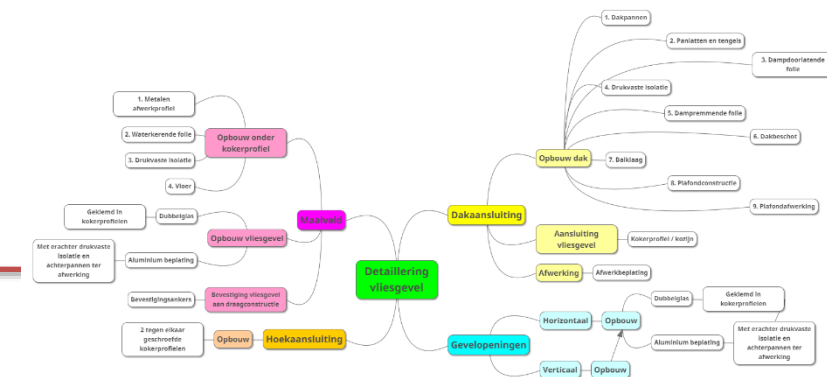 1. Dakpannen
2. Panlatten en tengels
3. Dampdoorlatende
folie
4. Drukvaste isolatie
5. Dampremmende folie
6. Dakbeschot
Opbouw dak
7. Balklaag
8. Plafondconstructie
9. Plafondafwerking
1. Metalen
afwerkprofiel
2. Waterkerende folie
Opbouw onder
kokerprofiel
3. Drukvaste isolatie
4. Vloer
Maaiveld
Dakaansluiting
Geklemd in
kokerprofielen
Dubbelglas
Opbouw vliesgevel
Met erachter drukvaste
isolatie en
achterpannen ter
afwerking
Aluminium beplating
Aansluiting
vliesgevel
Kokerprofiel / kozijn
Detaillering
vliesgevel
Afwerking
Afwerkbeplating
Bevestigingsankers
Bevestiging vliesgevel
aan draagconstructie
2 tegen elkaar
geschroefde
kokerprofielen
Opbouw
Hoekaansluiting
Gevelopeningen
Horizontaal
Opbouw
Dubbelglas
Geklemd in
kokerprofielen
Aluminium beplating
Met erachter drukvaste
isolatie en
achterpannen ter
afwerking
Verticaal
Opbouw